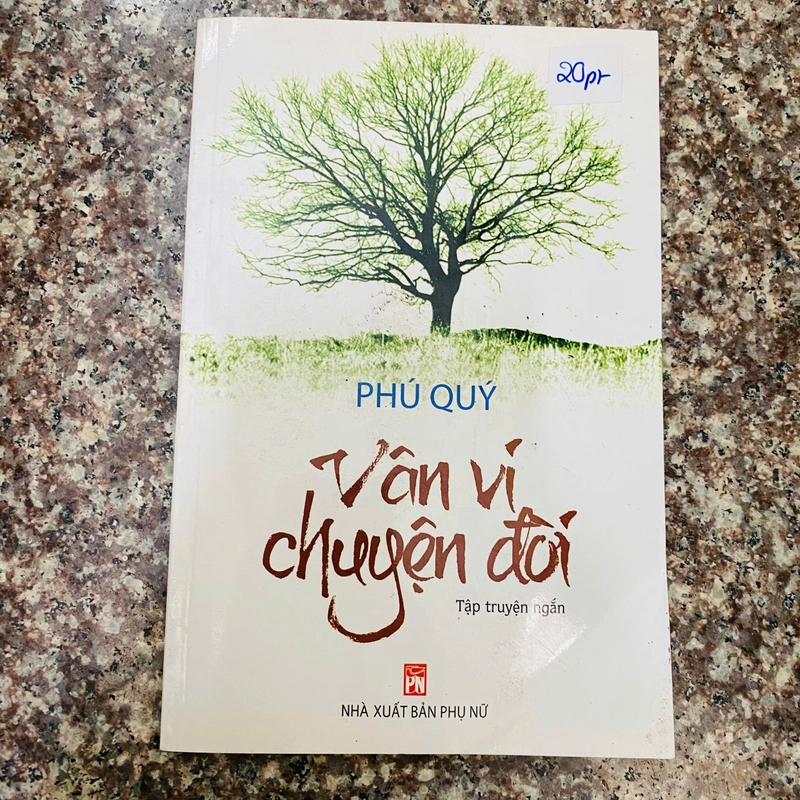 20pr
PHÚ QUÝ
Vân vi
chuyện đời
Tập truyện ngắn
PN
NHÀ XUẤT BẢN PHỤ NỮ